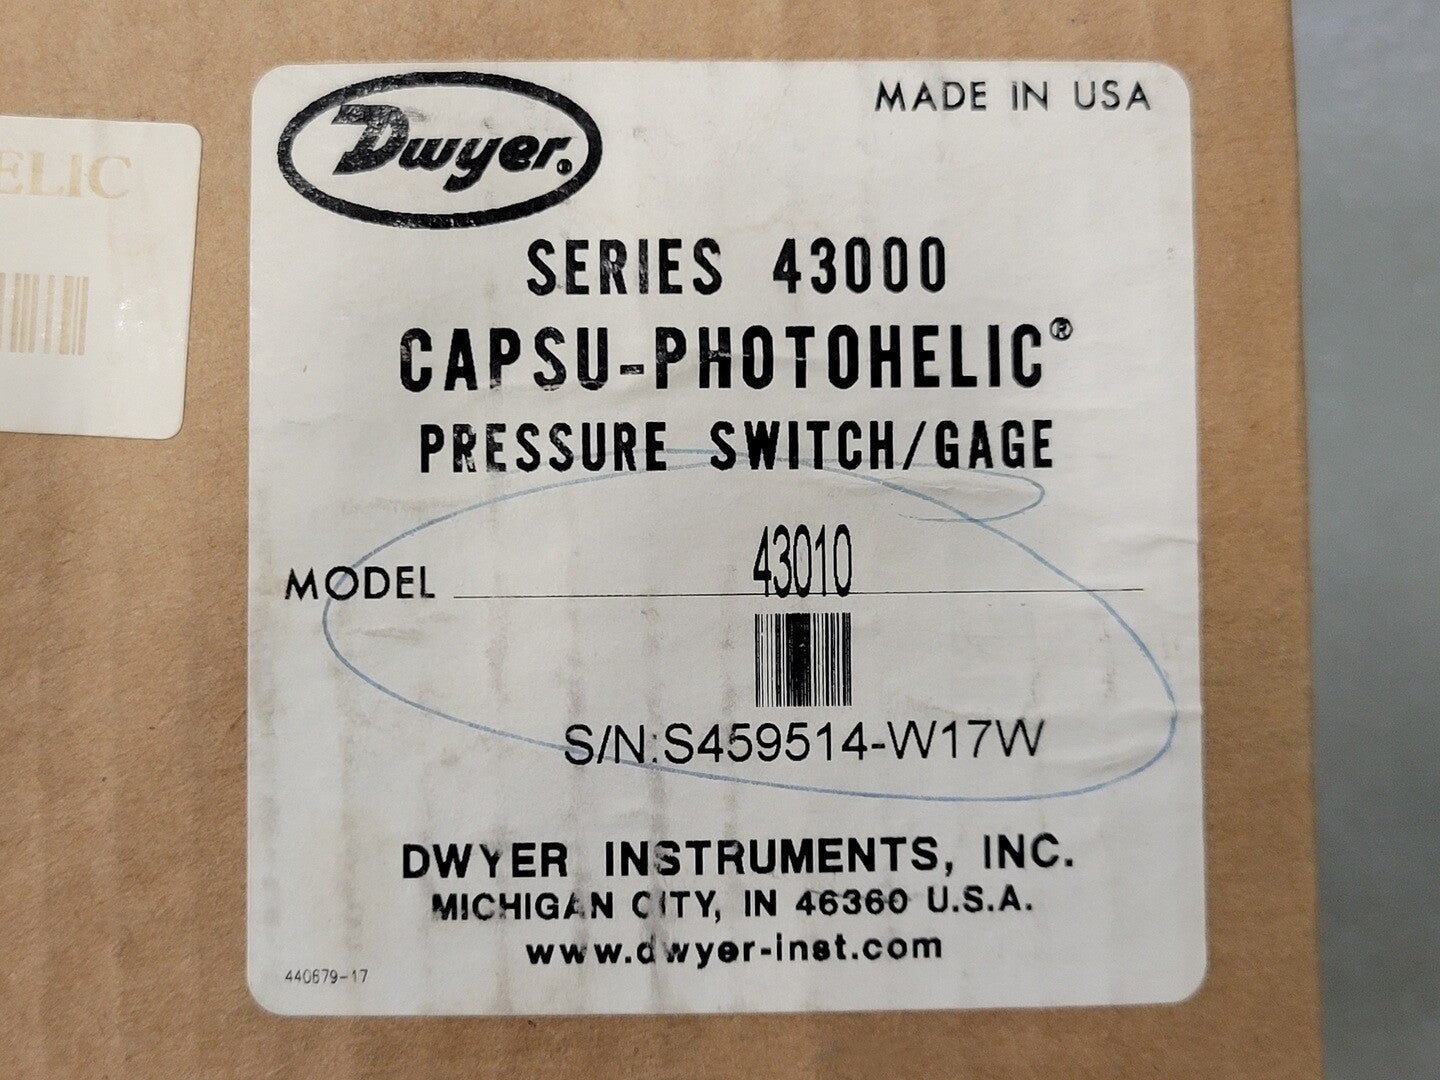 ELIC
Dwyer®
MADE IN USA
SERIES 43000
CAPSU-PHOTOHELIC®
PRESSURE SWITCH/GAGE
MODEL 43010
S/N:S459514-W17W
DWYER INSTRUMENTS, INC.
MICHIGAN CITY, IN 46360 U.S.A.
www.dwyer-inst.com
440679-17